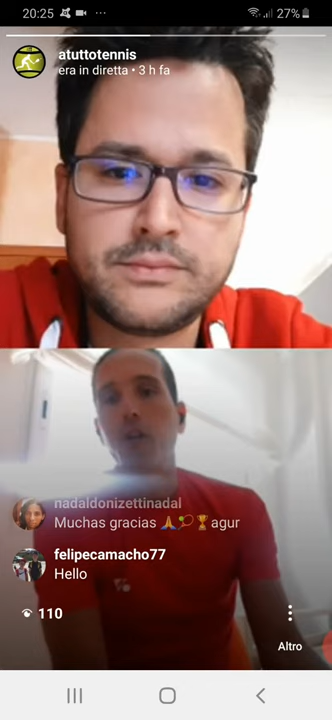 20:25
27%
atuttotennis
era in diretta • 3 h fa
nadaldonizettinadal
Muchas gracias 🙏🎾🏆agur
felipecamacho77
Hello
110
Altro